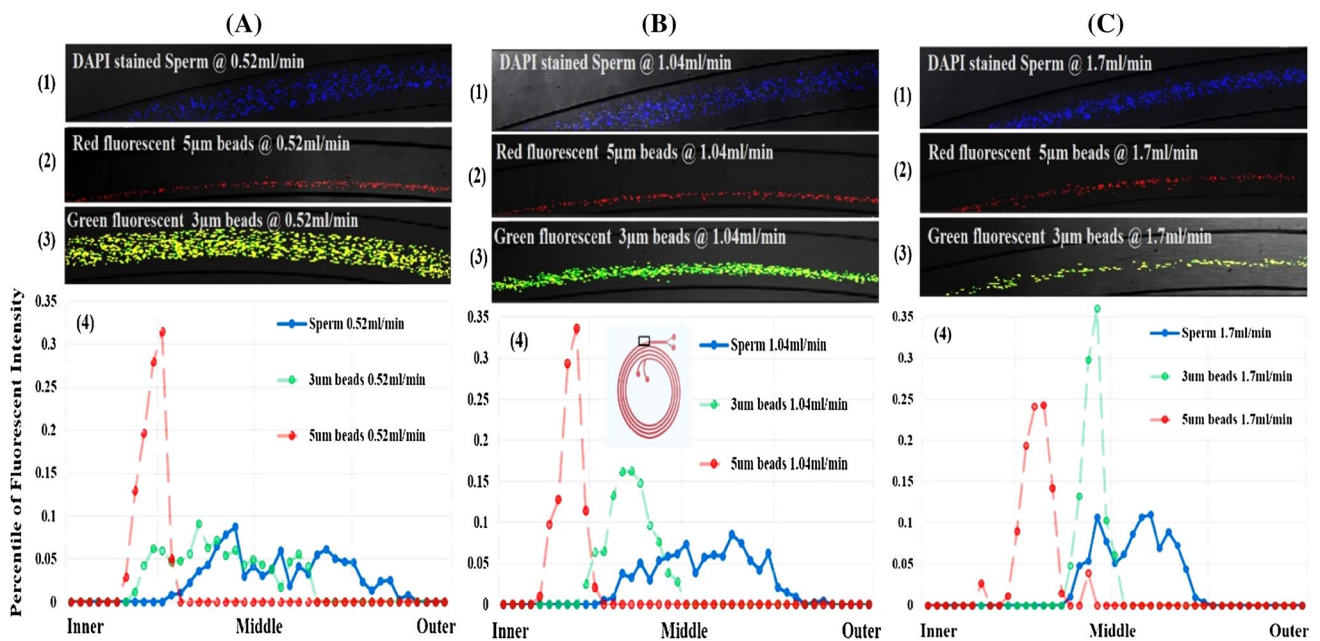 (A)
(B)
(C)
(1)
DAPI stained Sperm @ 0.52ml/min
(2)
Red fluorescent 5µm beads @ 0.52ml/min
(3)
Green fluorescent 3µm beads @ 0.52ml/min
(1)
DAPI stained Sperm @ 1.04ml/min
(2)
Red fluorescent 5µm beads @ 1.04ml/min
(3)
Green fluorescent 3µm beads @ 1.04ml/min
(1)
DAPI stained Sperm @ 1.7ml/min
(2)
Red fluorescent 5µm beads @ 1.7ml/min
(3)
Green fluorescent 3µm beads @ 1.7ml/min
Percentile of Fluorescent Intensity
(4)
0.35
0.3
0.25
0.2
0.15
0.1
0.05
0
Sperm 0.52ml/min
3um beads 0.52ml/min
5um beads 0.52ml/min
Inner
Middle
Outer
(4)
0.35
0.3
0.25
0.2
0.15
0.1
0.05
0
Sperm 1.04ml/min
3um beads 1.04ml/min
5um beads 1.04ml/min
Inner
Middle
Outer
(4)
0.35
0.3
0.25
0.2
0.15
0.1
0.05
0
Sperm 1.7ml/min
3um beads 1.7ml/min
5um beads 1.7ml/min
Inner
Middle
Outer